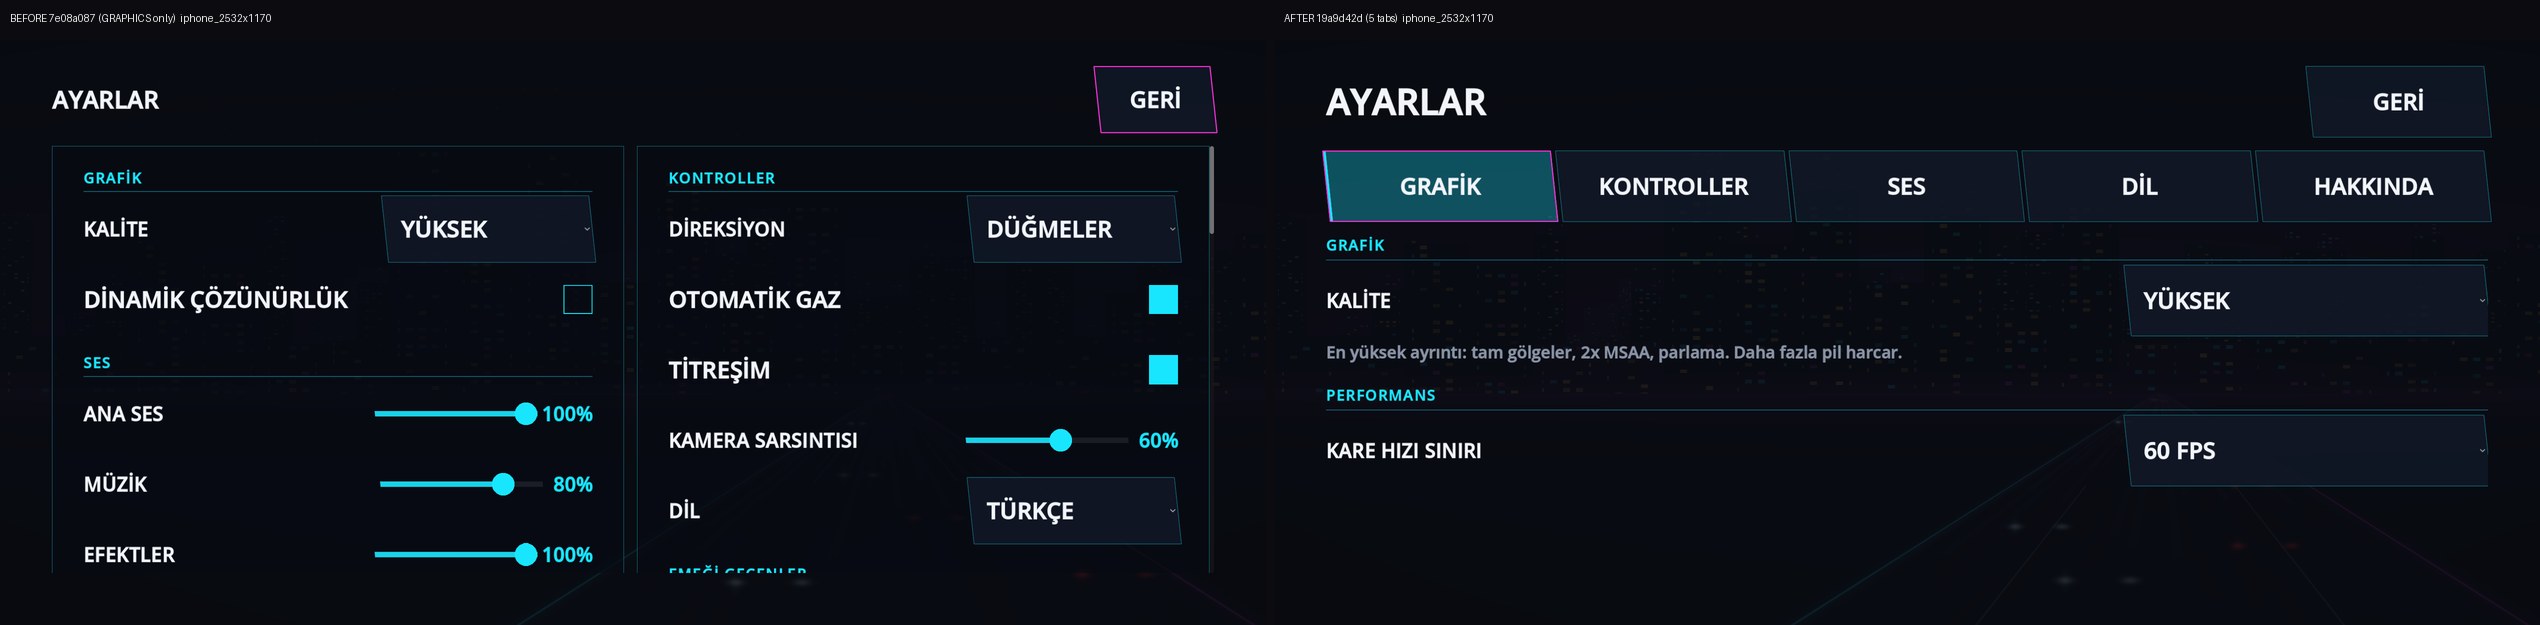 BEFORE 7e08a087 (GRAPHICS only) iphone_2532x1170
AYARLAR
GERİ
GRAFİK
KALİTE
YÜKSEK
DİNAMİK ÇÖZÜNÜRLÜK
SES
ANA SES
100%
MÜZİK
80%
EFEKTLER
100%
KONTROLLER
DİREKSİYON
DÜĞMELER
OTOMATİK GAZ
TİTREŞİM
KAMERA SARSINTISI
60%
DİL
TÜRKÇE
EMEĞİ GEÇENLER
AFTER 19a9d42d (5 tabs) iphone_2532x1170
AYARLAR
GERİ
GRAFİK
KONTROLLER
SES
DİL
HAKKINDA
GRAFİK
KALİTE
YÜKSEK
En yüksek ayrıntı: tam gölgeler, 2x MSAA, parlama. Daha fazla pil harcar.
PERFORMANS
KARE HIZI SINIRI
60 FPS